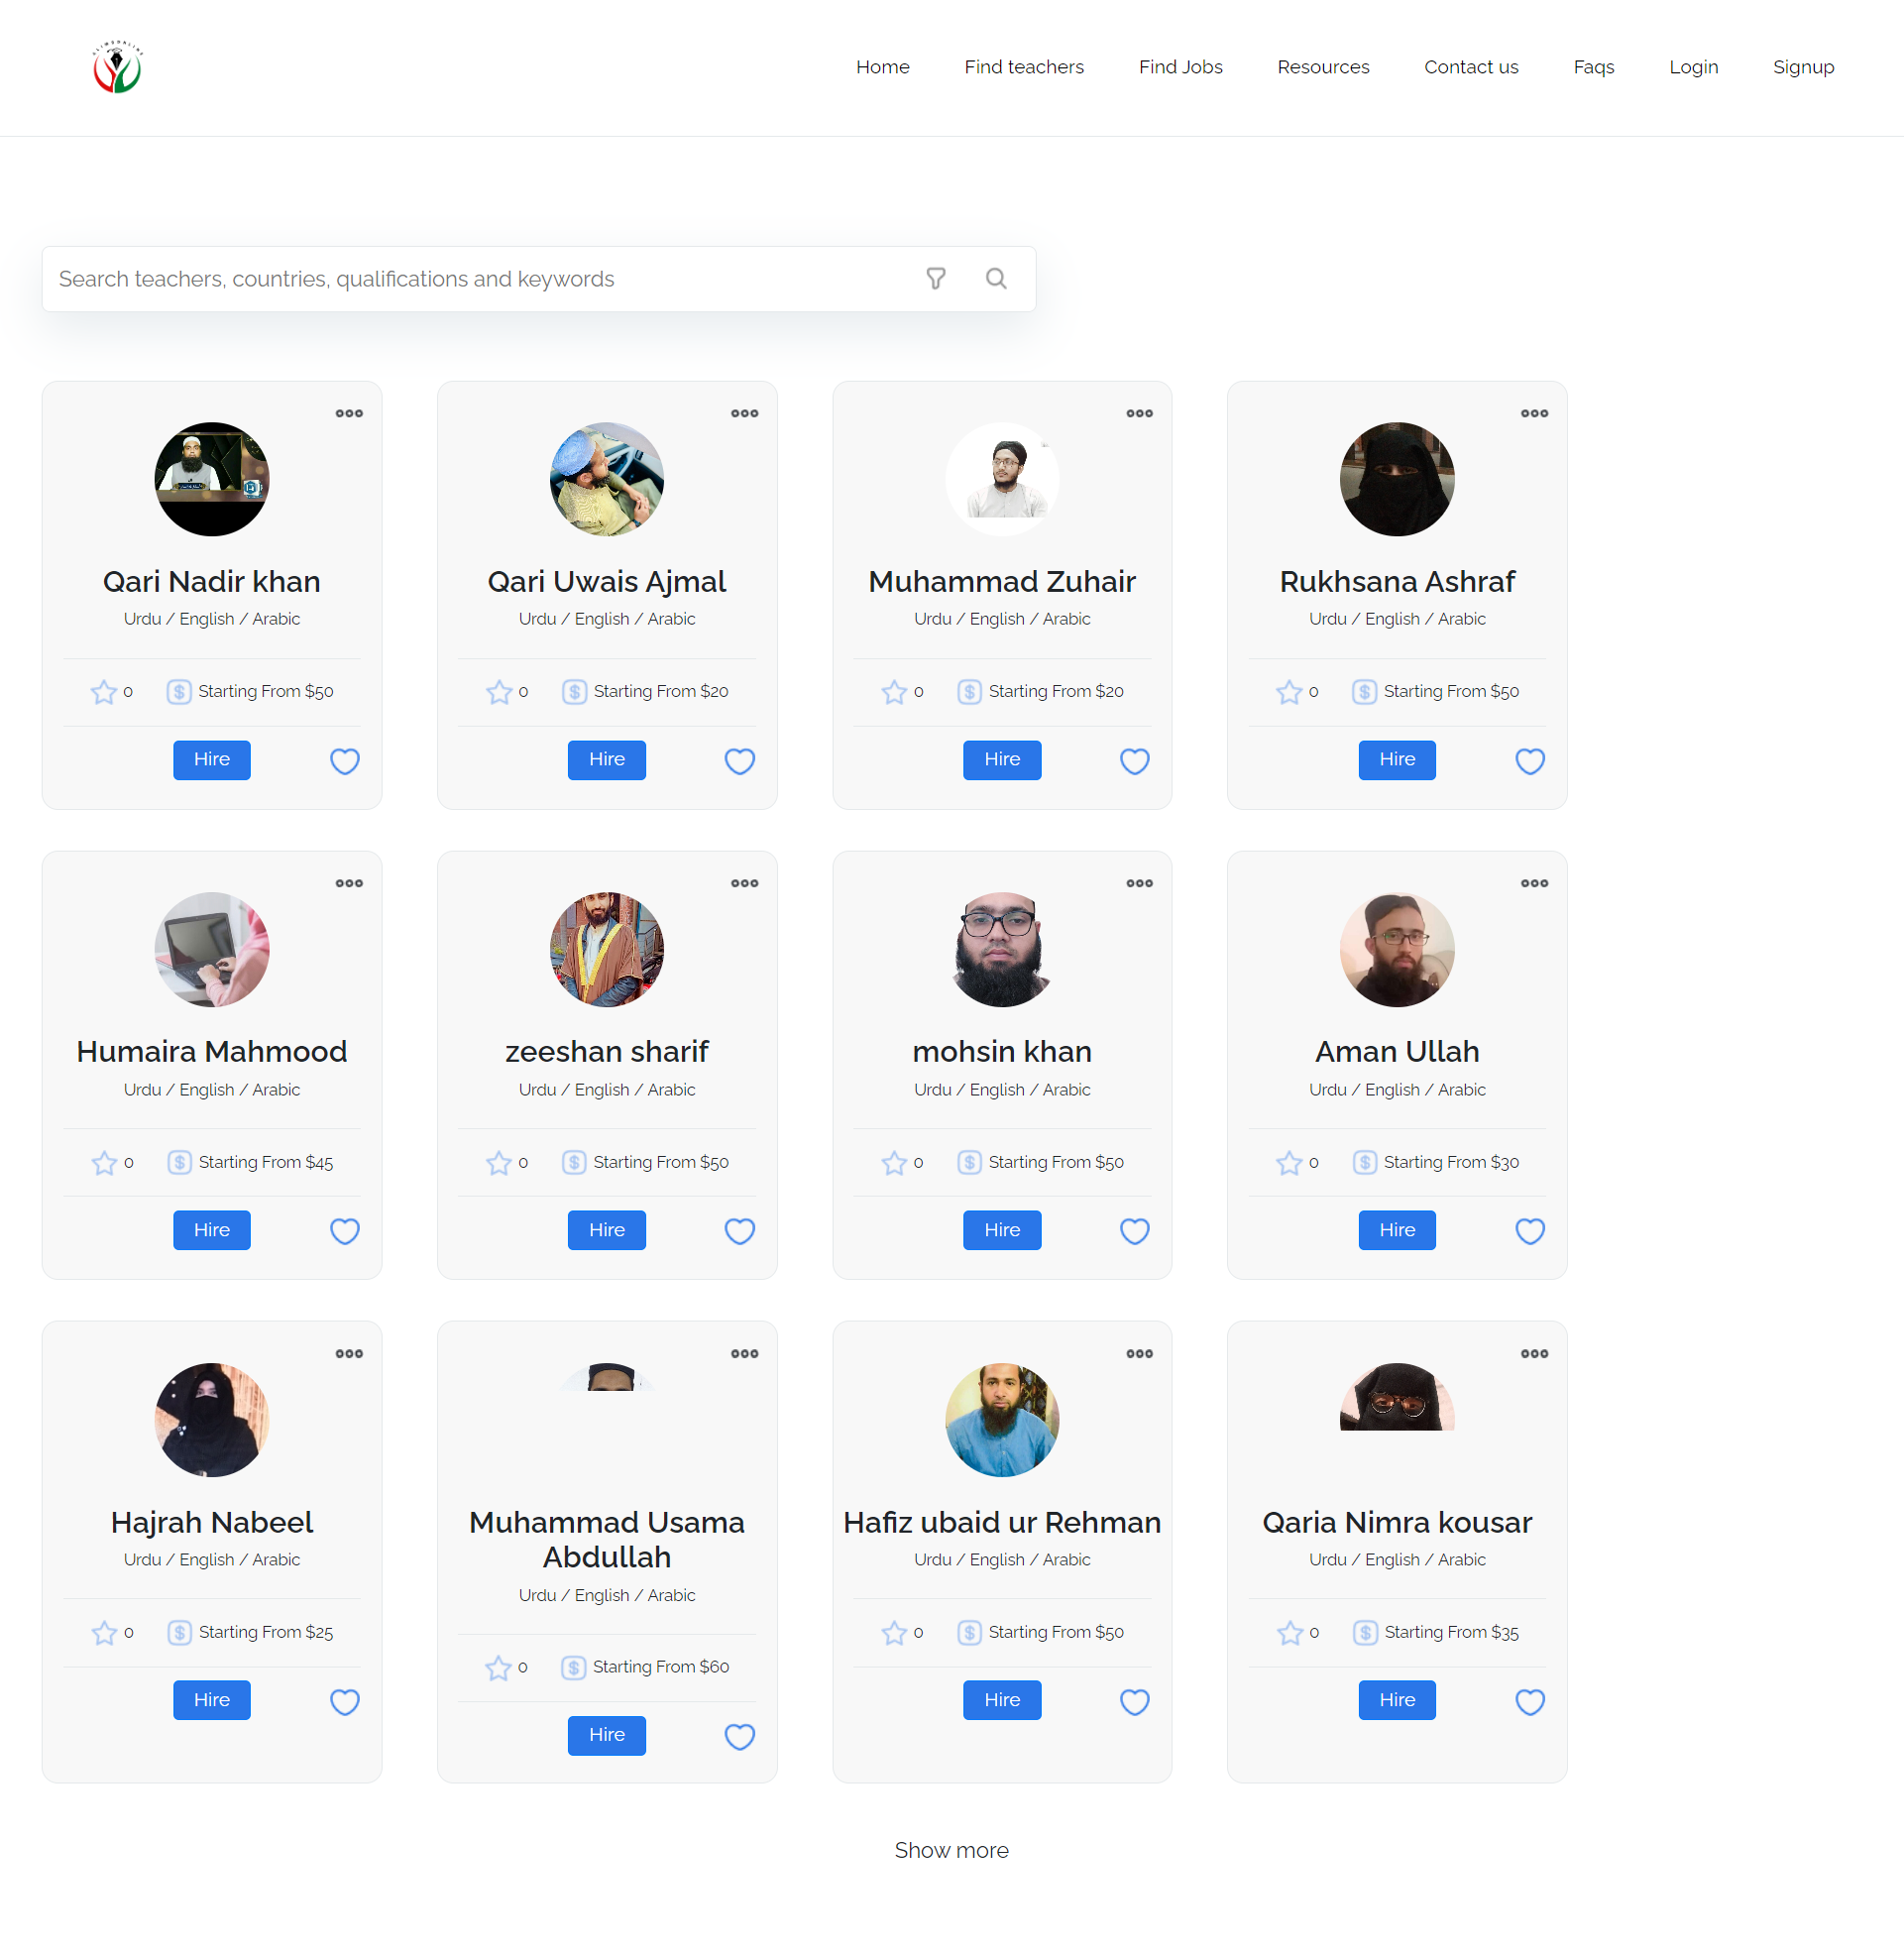 Home Find teachers Find Jobs Resources Contact us Faqs Login Signup
Search teachers, countries, qualifications and keywords
Qari Nadir khan
Urdu / English / Arabic
0 Starting From $50
Hire
Qari Uwais Ajmal
Urdu / English / Arabic
0 Starting From $20
Hire
Muhammad Zuhair
Urdu / English / Arabic
0 Starting From $20
Hire
Rukhsana Ashraf
Urdu / English / Arabic
0 Starting From $50
Hire
Humaira Mahmood
Urdu / English / Arabic
0 Starting From $45
Hire
zeeshan sharif
Urdu / English / Arabic
0 Starting From $50
Hire
mohsin khan
Urdu / English / Arabic
0 Starting From $50
Hire
Aman Ullah
Urdu / English / Arabic
0 Starting From $30
Hire
Hajrah Nabeel
Urdu / English / Arabic
0 Starting From $25
Hire
Muhammad Usama
Abdullah
Urdu / English / Arabic
0 Starting From $60
Hire
Hafiz ubaid ur Rehman
Urdu / English / Arabic
0 Starting From $50
Hire
Qaria Nimra kousar
Urdu / English / Arabic
0 Starting From $35
Hire
Show more